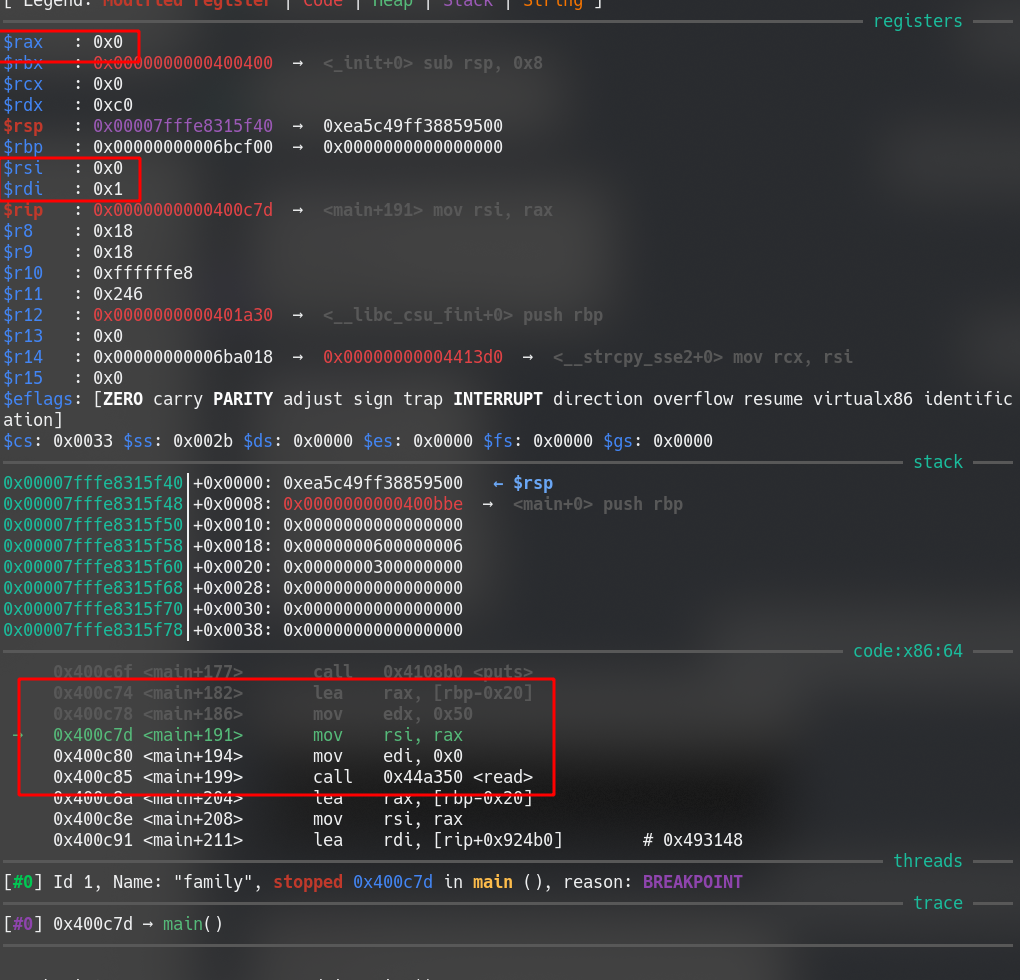 [ Legend: Modified register | Code | Heap | Stack | String ]
registers
$rax   : 0x0
$rbx   : 0x0000000000400400  →  <_init+0> sub rsp, 0x8
$rcx   : 0x0
$rdx   : 0xc0
$rsp   : 0x00007fffe8315f40  →  0xea5c49ff38859500
$rbp   : 0x00000000006bcf00  →  0x0000000000000000
$rsi   : 0x0
$rdi   : 0x1
$rip   : 0x0000000000400c7d  →  <main+191> mov rsi, rax
$r8    : 0x18
$r9    : 0x18
$r10   : 0xffffffe8
$r11   : 0x246
$r12   : 0x0000000000401a30  →  <__libc_csu_fini+0> push rbp
$r13   : 0x0
$r14   : 0x00000000006ba018  →  0x00000000004413d0  →  <__strcpy_sse2+0> mov rcx, rsi
$r15   : 0x0
$eflags: [ZERO carry PARITY adjust sign trap INTERRUPT direction overflow resume virtualx86 identific
ation]
$cs: 0x0033 $ss: 0x002b $ds: 0x0000 $es: 0x0000 $fs: 0x0000 $gs: 0x0000
stack
0x00007fffe8315f40│+0x0000: 0xea5c49ff38859500   ← $rsp
0x00007fffe8315f48│+0x0008: 0x0000000000400bbe  →  <main+0> push rbp
0x00007fffe8315f50│+0x0010: 0x0000000000000000
0x00007fffe8315f58│+0x0018: 0x0000000600000006
0x00007fffe8315f60│+0x0020: 0x0000000300000000
0x00007fffe8315f68│+0x0028: 0x0000000000000000
0x00007fffe8315f70│+0x0030: 0x0000000000000000
0x00007fffe8315f78│+0x0038: 0x0000000000000000
code:x86:64
0x400c6f <main+177>       call   0x4108b0 <puts>
0x400c74 <main+182>       lea    rax, [rbp-0x20]
0x400c78 <main+186>       mov    edx, 0x50
→   0x400c7d <main+191>       mov    rsi, rax
0x400c80 <main+194>       mov    edi, 0x0
0x400c85 <main+199>       call   0x44a350 <read>
0x400c8a <main+204>       lea    rax, [rbp-0x20]
0x400c8e <main+208>       mov    rsi, rax
0x400c91 <main+211>       lea    rdi, [rip+0x924b0]        # 0x493148
threads
[#0] Id 1, Name: "family", stopped 0x400c7d in main (), reason: BREAKPOINT
trace
[#0] 0x400c7d → main()